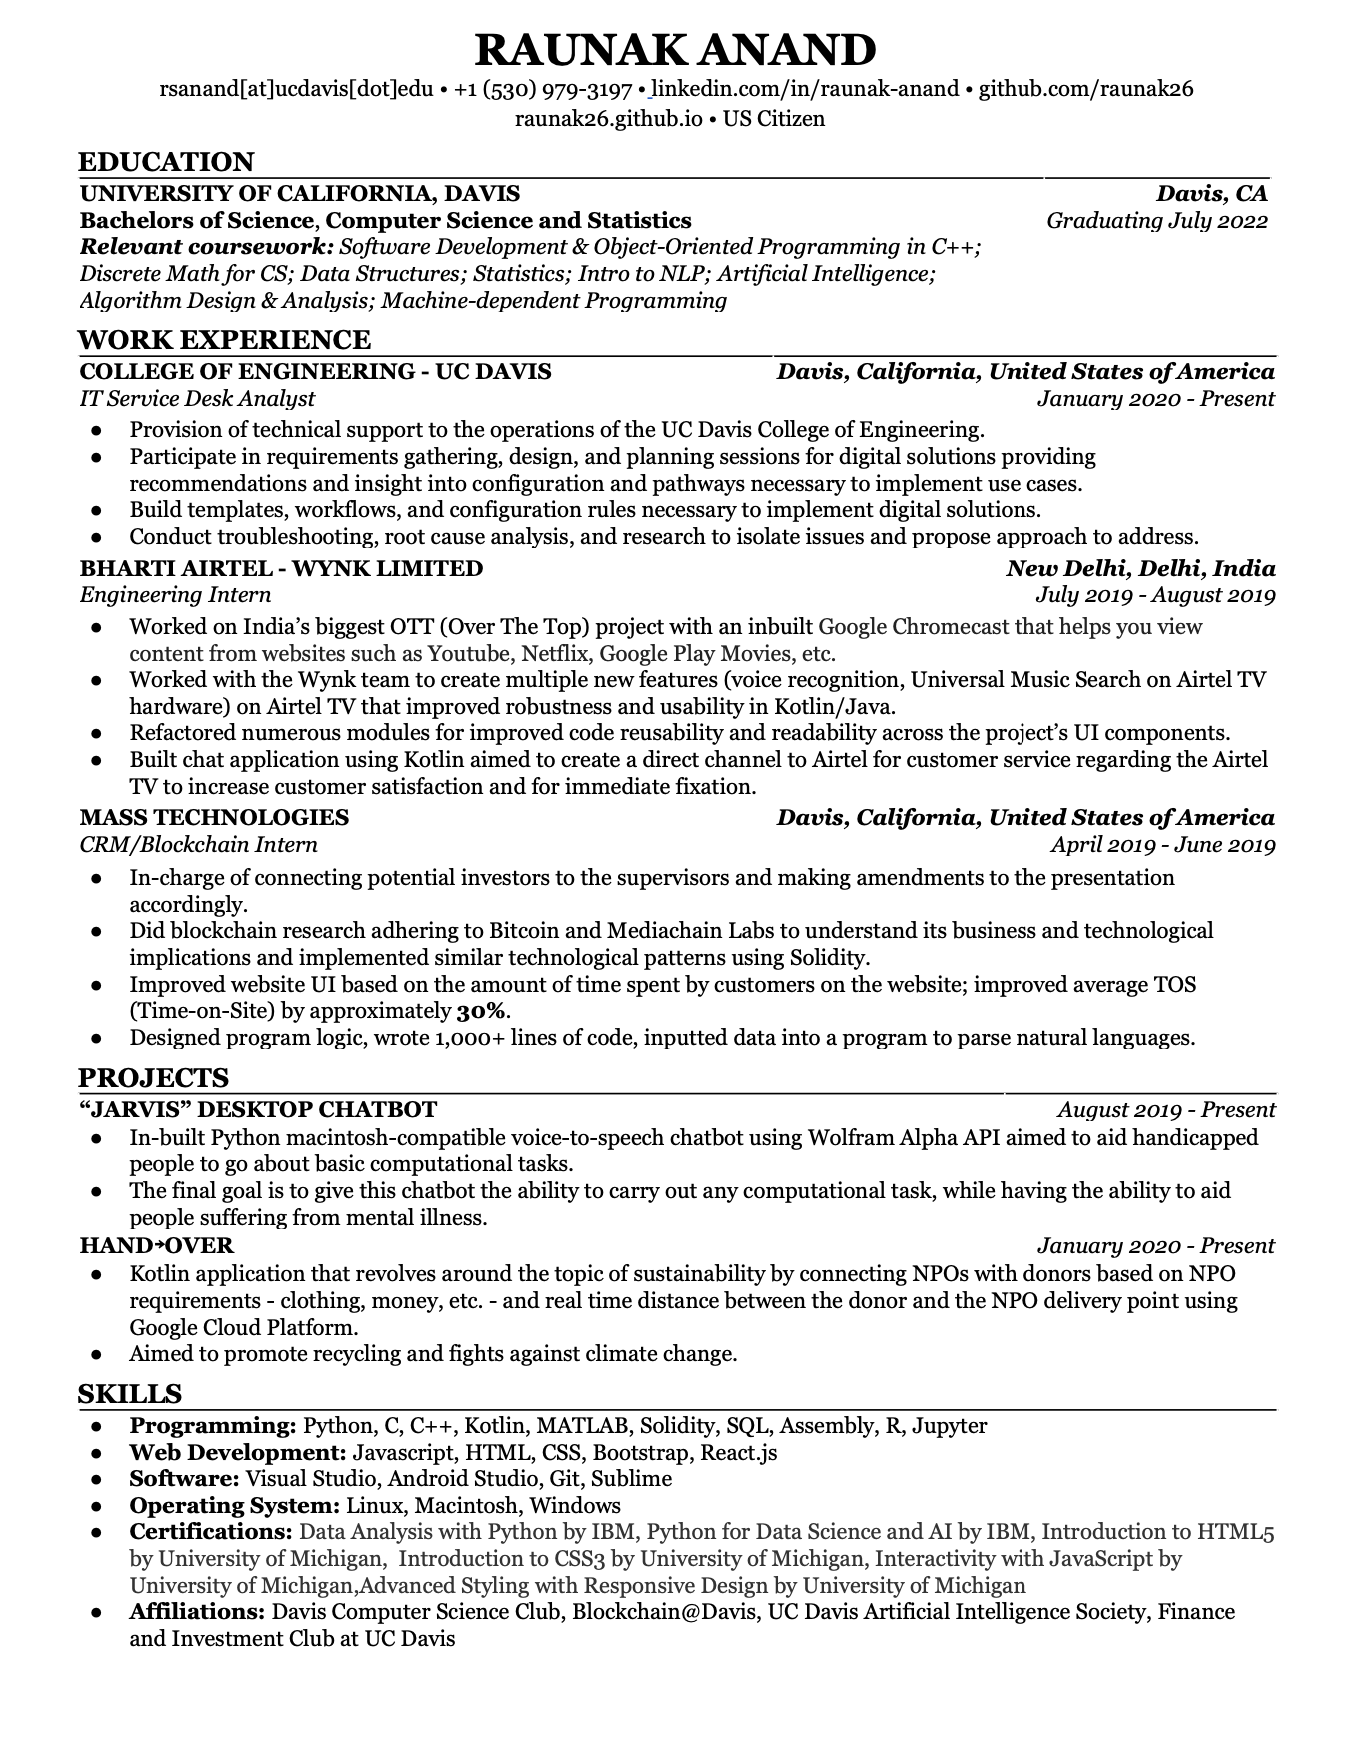 RAUNAK ANAND
rsanand[at]ucdavis[dot]edu • +1 (530) 979-3197 • linkedin.com/in/raunak-anand • github.com/raunak26
raunak26.github.io • US Citizen
EDUCATION
UNIVERSITY OF CALIFORNIA, DAVIS Davis, CA
Bachelors of Science, Computer Science and Statistics Graduating July 2022
Relevant coursework: Software Development & Object-Oriented Programming in C++;
Discrete Math for CS; Data Structures; Statistics; Intro to NLP; Artificial Intelligence;
Algorithm Design & Analysis; Machine-dependent Programming
WORK EXPERIENCE
COLLEGE OF ENGINEERING - UC DAVIS Davis, California, United States of America
IT Service Desk Analyst January 2020 - Present
● Provision of technical support to the operations of the UC Davis College of Engineering.
● Participate in requirements gathering, design, and planning sessions for digital solutions providing
recommendations and insight into configuration and pathways necessary to implement use cases.
● Build templates, workflows, and configuration rules necessary to implement digital solutions.
● Conduct troubleshooting, root cause analysis, and research to isolate issues and propose approach to address.
BHARTI AIRTEL - WYNK LIMITED New Delhi, Delhi, India
Engineering Intern July 2019 - August 2019
● Worked on India’s biggest OTT (Over The Top) project with an inbuilt Google Chromecast that helps you view
content from websites such as Youtube, Netflix, Google Play Movies, etc.
● Worked with the Wynk team to create multiple new features (voice recognition, Universal Music Search on Airtel TV
hardware) on Airtel TV that improved robustness and usability in Kotlin/Java.
● Refactored numerous modules for improved code reusability and readability across the project’s UI components.
● Built chat application using Kotlin aimed to create a direct channel to Airtel for customer service regarding the Airtel
TV to increase customer satisfaction and for immediate fixation.
MASS TECHNOLOGIES Davis, California, United States of America
CRM/Blockchain Intern April 2019 - June 2019
● In-charge of connecting potential investors to the supervisors and making amendments to the presentation
accordingly.
● Did blockchain research adhering to Bitcoin and Mediachain Labs to understand its business and technological
implications and implemented similar technological patterns using Solidity.
● Improved website UI based on the amount of time spent by customers on the website; improved average TOS
(Time-on-Site) by approximately 30%.
● Designed program logic, wrote 1,000+ lines of code, inputted data into a program to parse natural languages.
PROJECTS
“JARVIS” DESKTOP CHATBOT August 2019 - Present
● In-built Python macintosh-compatible voice-to-speech chatbot using Wolfram Alpha API aimed to aid handicapped
people to go about basic computational tasks.
● The final goal is to give this chatbot the ability to carry out any computational task, while having the ability to aid
people suffering from mental illness.
HAND➔OVER January 2020 - Present
● Kotlin application that revolves around the topic of sustainability by connecting NPOs with donors based on NPO
requirements - clothing, money, etc. - and real time distance between the donor and the NPO delivery point using
Google Cloud Platform.
● Aimed to promote recycling and fights against climate change.
SKILLS
● Programming: Python, C, C++, Kotlin, MATLAB, Solidity, SQL, Assembly, R, Jupyter
● Web Development: Javascript, HTML, CSS, Bootstrap, React.js
● Software: Visual Studio, Android Studio, Git, Sublime
● Operating System: Linux, Macintosh, Windows
● Certifications: Data Analysis with Python by IBM, Python for Data Science and AI by IBM, Introduction to HTML5
by University of Michigan, Introduction to CSS3 by University of Michigan, Interactivity with JavaScript by
University of Michigan,Advanced Styling with Responsive Design by University of Michigan
● Affiliations: Davis Computer Science Club, Blockchain@Davis, UC Davis Artificial Intelligence Society, Finance
and Investment Club at UC Davis